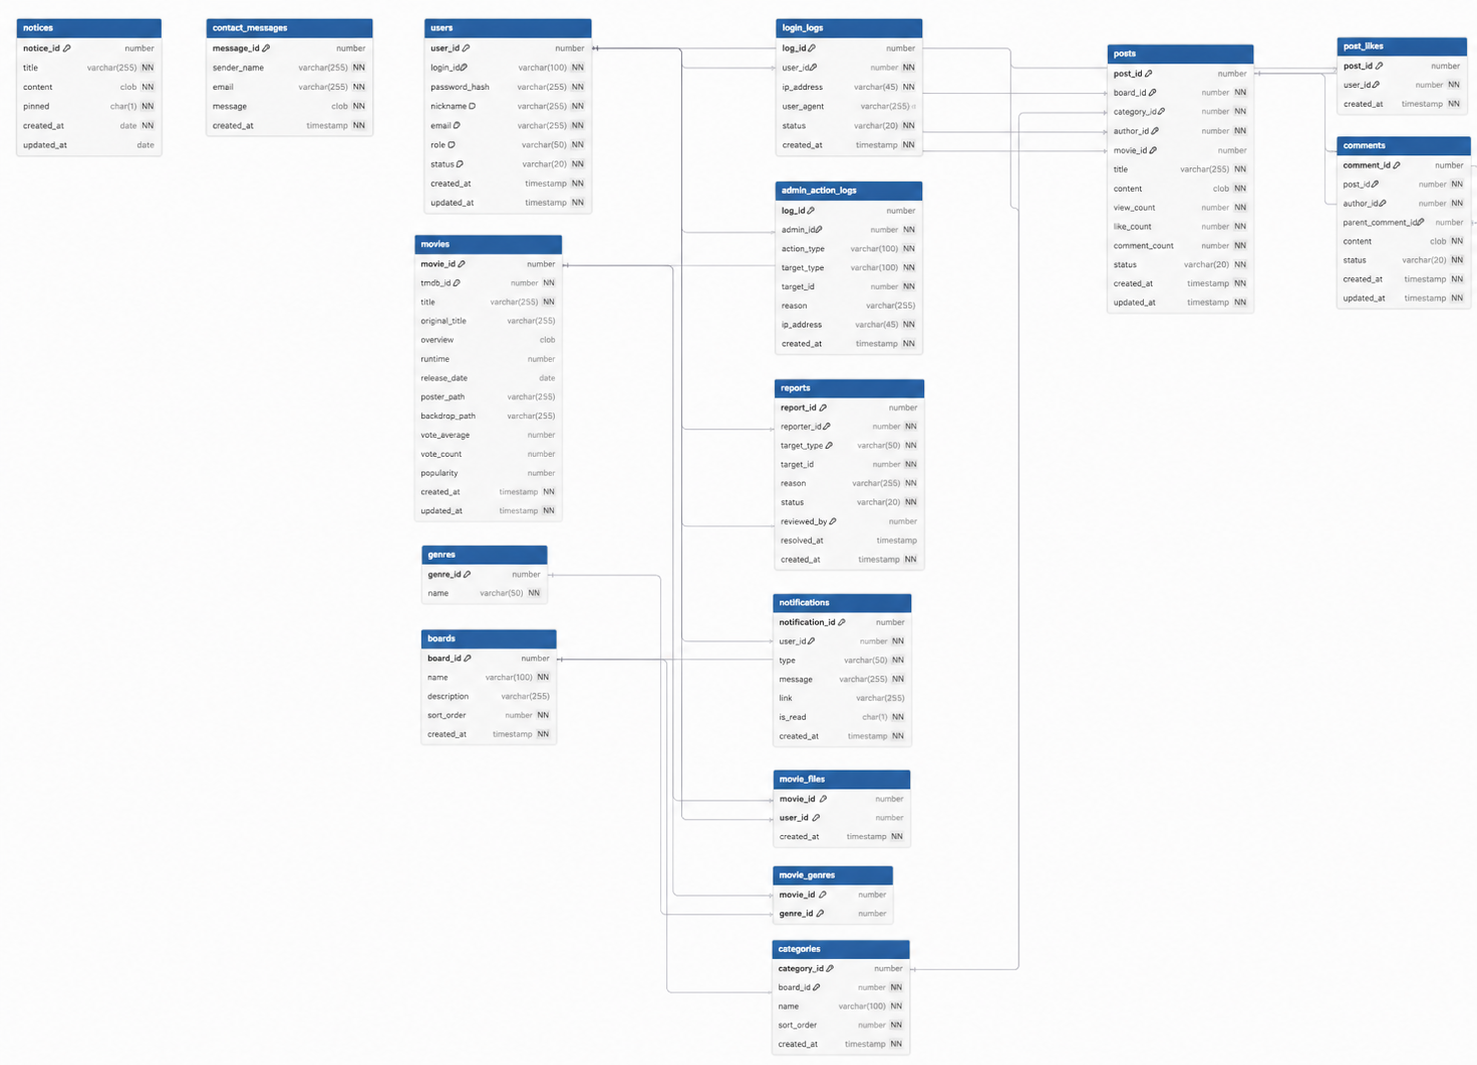 notices
notice_id number
title varchar(255) NN
content clob NN
pinned char(1) NN
created_at date NN
updated_at date
contact_messages
message_id number
sender_name varchar(255) NN
email varchar(255) NN
message clob NN
created_at timestamp NN
users
user_id number
login_id varchar(100) NN
password_hash varchar(255) NN
nickname varchar(255) NN
email varchar(255) NN
role varchar(50) NN
status varchar(20) NN
created_at timestamp NN
updated_at timestamp NN
movies
movie_id number
tmdb_id number NN
title varchar(255) NN
original_title varchar(255)
overview clob
runtime number
release_date date
poster_path varchar(255)
backdrop_path varchar(255)
vote_average number
vote_count number
popularity number
created_at timestamp NN
updated_at timestamp NN
genres
genre_id number
name varchar(50) NN
boards
board_id number
name varchar(100) NN
description varchar(255)
sort_order number NN
created_at timestamp NN
login_logs
log_id number
user_id number NN
ip_address varchar(45) NN
user_agent varchar(255)
status varchar(20) NN
created_at timestamp NN
admin_action_logs
log_id number
admin_id number NN
action_type varchar(100) NN
target_type varchar(100) NN
target_id number NN
reason varchar(255)
ip_address varchar(45) NN
created_at timestamp NN
reports
report_id number
reporter_id number NN
target_type varchar(50) NN
target_id number NN
reason varchar(255) NN
status varchar(20) NN
reviewed_by number
resolved_at timestamp
created_at timestamp NN
notifications
notification_id number
user_id number NN
type varchar(50) NN
message varchar(255) NN
link varchar(255)
is_read char(1) NN
created_at timestamp NN
movie_files
movie_id number
user_id number
created_at timestamp NN
movie_genres
movie_id number
genre_id number
categories
category_id number
board_id number NN
name varchar(100) NN
sort_order number NN
created_at timestamp NN
posts
post_id number
board_id number NN
category_id number NN
author_id number NN
movie_id number
title varchar(255) NN
content clob NN
view_count number NN
like_count number NN
comment_count number NN
status varchar(20) NN
created_at timestamp NN
updated_at timestamp NN
post_likes
post_id number
user_id number NN
created_at timestamp NN
comments
comment_id number
post_id number NN
author_id number NN
parent_comment_id number NN
content clob NN
status varchar(20) NN
created_at timestamp NN
updated_at timestamp NN